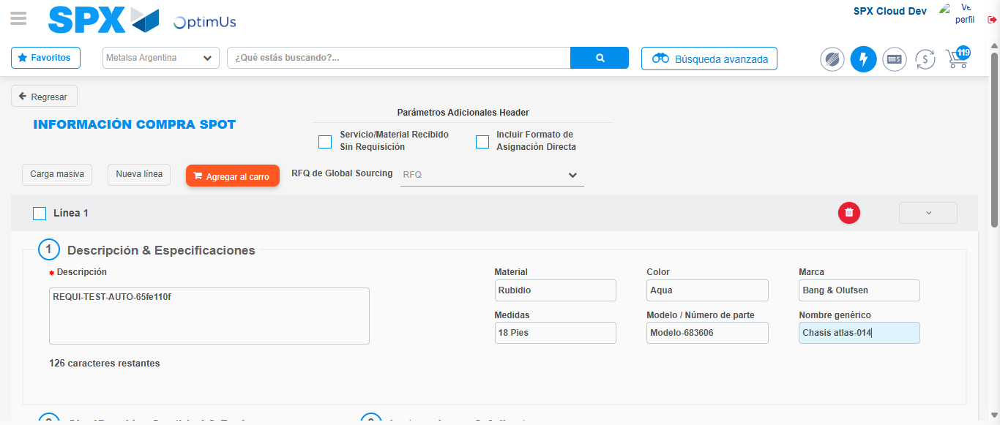 SPX
OptimUs
SPX Cloud Dev
perfil
Favoritos
Metalsa Argentina
¿Qué estás buscando?...
Búsqueda avanzada
119
Regresar
INFORMACIÓN COMPRA SPOT
Parámetros Adicionales Header
Servicio/Material Recibido
Sin Requisición
Incluir Formato de
Asignación Directa
Carga masiva
Nueva línea
Agregar al carro
RFQ de Global Sourcing
RFQ
Línea 1
1 Descripción & Especificaciones
* Descripción
REQUI-TEST-AUTO-65fe110f
126 caracteres restantes
Material
Rubidio
Color
Aqua
Marca
Bang & Olufsen
Medidas
18 Pies
Modelo / Número de parte
Modelo-683606
Nombre genérico
Chasis atlas-014